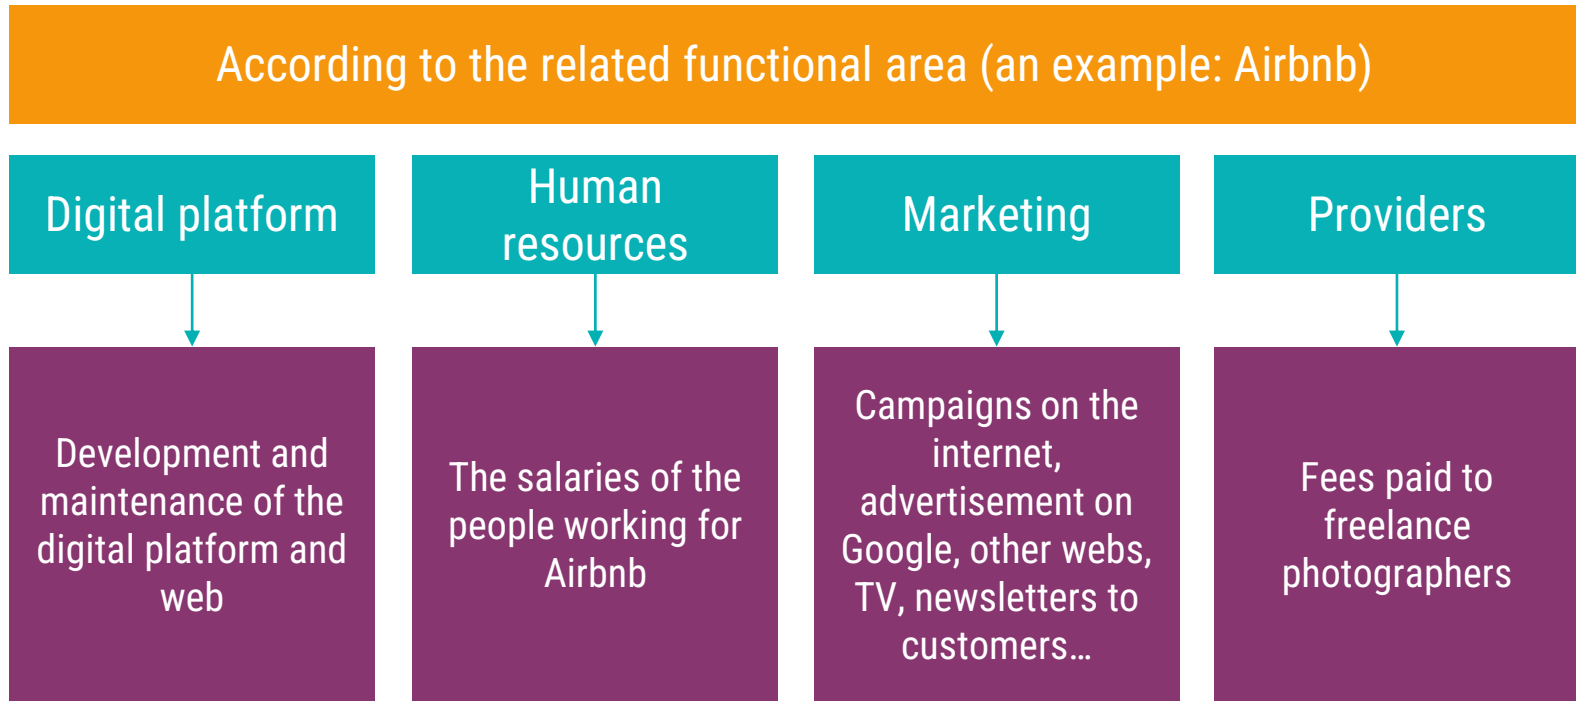 According to the related functional area (an example: Airbnb)
Digital platform
Human
resources
Marketing
Providers
Development and
maintenance of the
digital platform and
web
The salaries of the
people working for
Airbnb
Campaigns on the
internet,
advertisement on
Google, other webs,
TV, newsletters to
customers…
Fees paid to
freelance
photographers